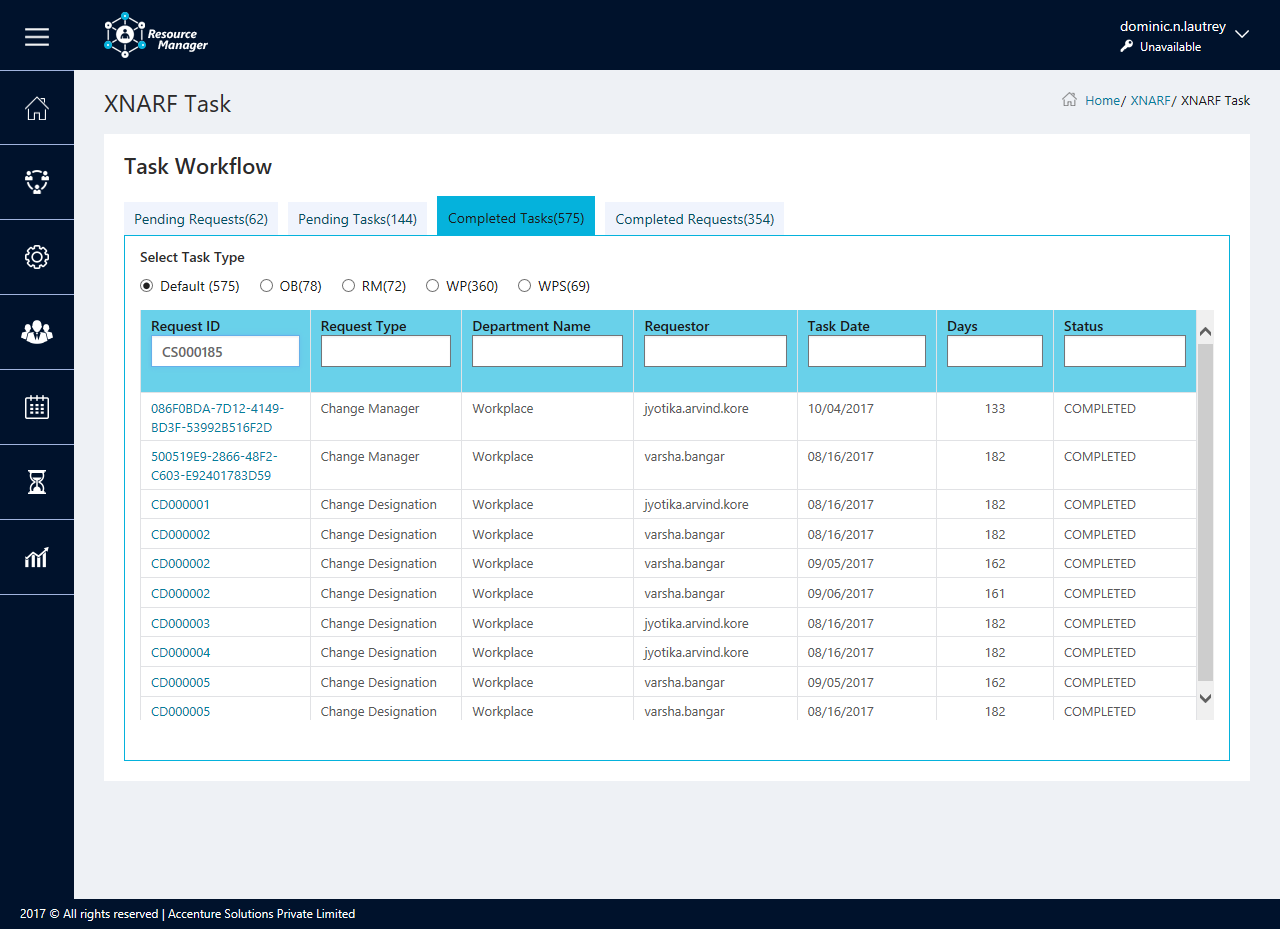 Resource
Manager
dominic.n.lautrey
Unavailable
XNARF Task
Home/ XNARF/ XNARF Task
Task Workflow
Pending Requests(62) Pending Tasks(144) Completed Tasks(575) Completed Requests(354)
Select Task Type
Default (575) OB(78) RM(72) WP(360) WPS(69)
Request ID Request Type Department Name Requestor Task Date Days Status
CS000185
086F0BDA-7D12-4149- Change Manager Workplace jyotika.arvind.kore 10/04/2017 133 COMPLETED
BD3F-53992B516F2D
500519E9-2866-48F2- Change Manager Workplace varsha.bangar 08/16/2017 182 COMPLETED
C603-E92401783D59
CD000001 Change Designation Workplace jyotika.arvind.kore 08/16/2017 182 COMPLETED
CD000002 Change Designation Workplace varsha.bangar 08/16/2017 182 COMPLETED
CD000002 Change Designation Workplace varsha.bangar 09/05/2017 162 COMPLETED
CD000002 Change Designation Workplace varsha.bangar 09/06/2017 161 COMPLETED
CD000003 Change Designation Workplace jyotika.arvind.kore 08/16/2017 182 COMPLETED
CD000004 Change Designation Workplace jyotika.arvind.kore 08/16/2017 182 COMPLETED
CD000005 Change Designation Workplace varsha.bangar 09/05/2017 162 COMPLETED
CD000005 Change Designation Workplace varsha.bangar 08/16/2017 182 COMPLETED
2017 © All rights reserved | Accenture Solutions Private Limited